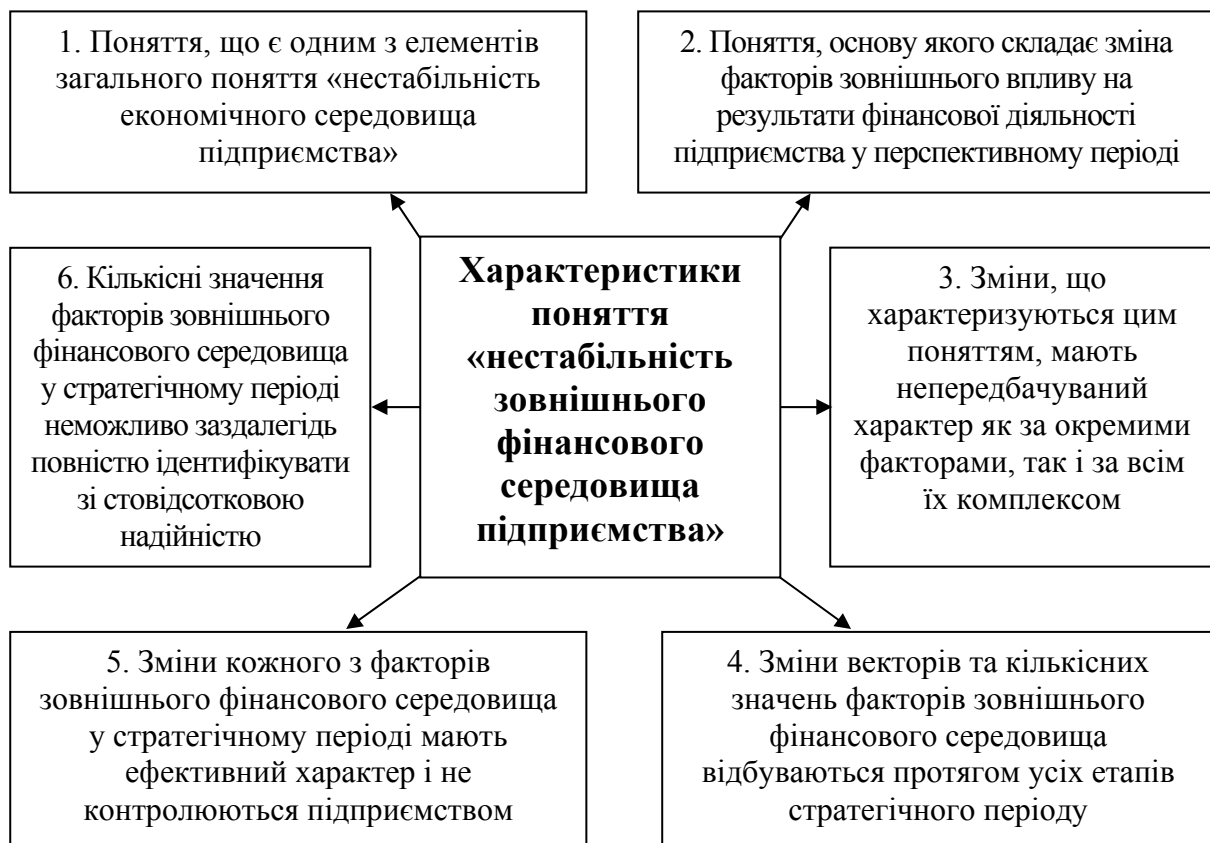 1. Поняття, що є одним з елементів
загального поняття «нестабільність
економічного середовища
підприємства»
2. Поняття, основу якого складає зміна
факторів зовнішнього впливу на
результати фінансової діяльності
підприємства у перспективному періоді
Характеристики
поняття
«нестабільність
зовнішнього
фінансового
середовища
підприємства»
3. Зміни, що
характеризуються цим
поняттям, мають
непередбачуваний
характер як за окремими
факторами, так і за всім
їх комплексом
4. Зміни векторів та кількісних
значень факторів зовнішнього
фінансового середовища
відбуваються протягом усіх етапів
стратегічного періоду
5. Зміни кожного з факторів
зовнішнього фінансового середовища
у стратегічному періоді мають
ефективний характер і не
контролюються підприємством
6. Кількісні значення
факторів зовнішнього
фінансового середовища
у стратегічному періоді
неможливо заздалегідь
повністю ідентифікувати
зі стовідсотковою
надійністю